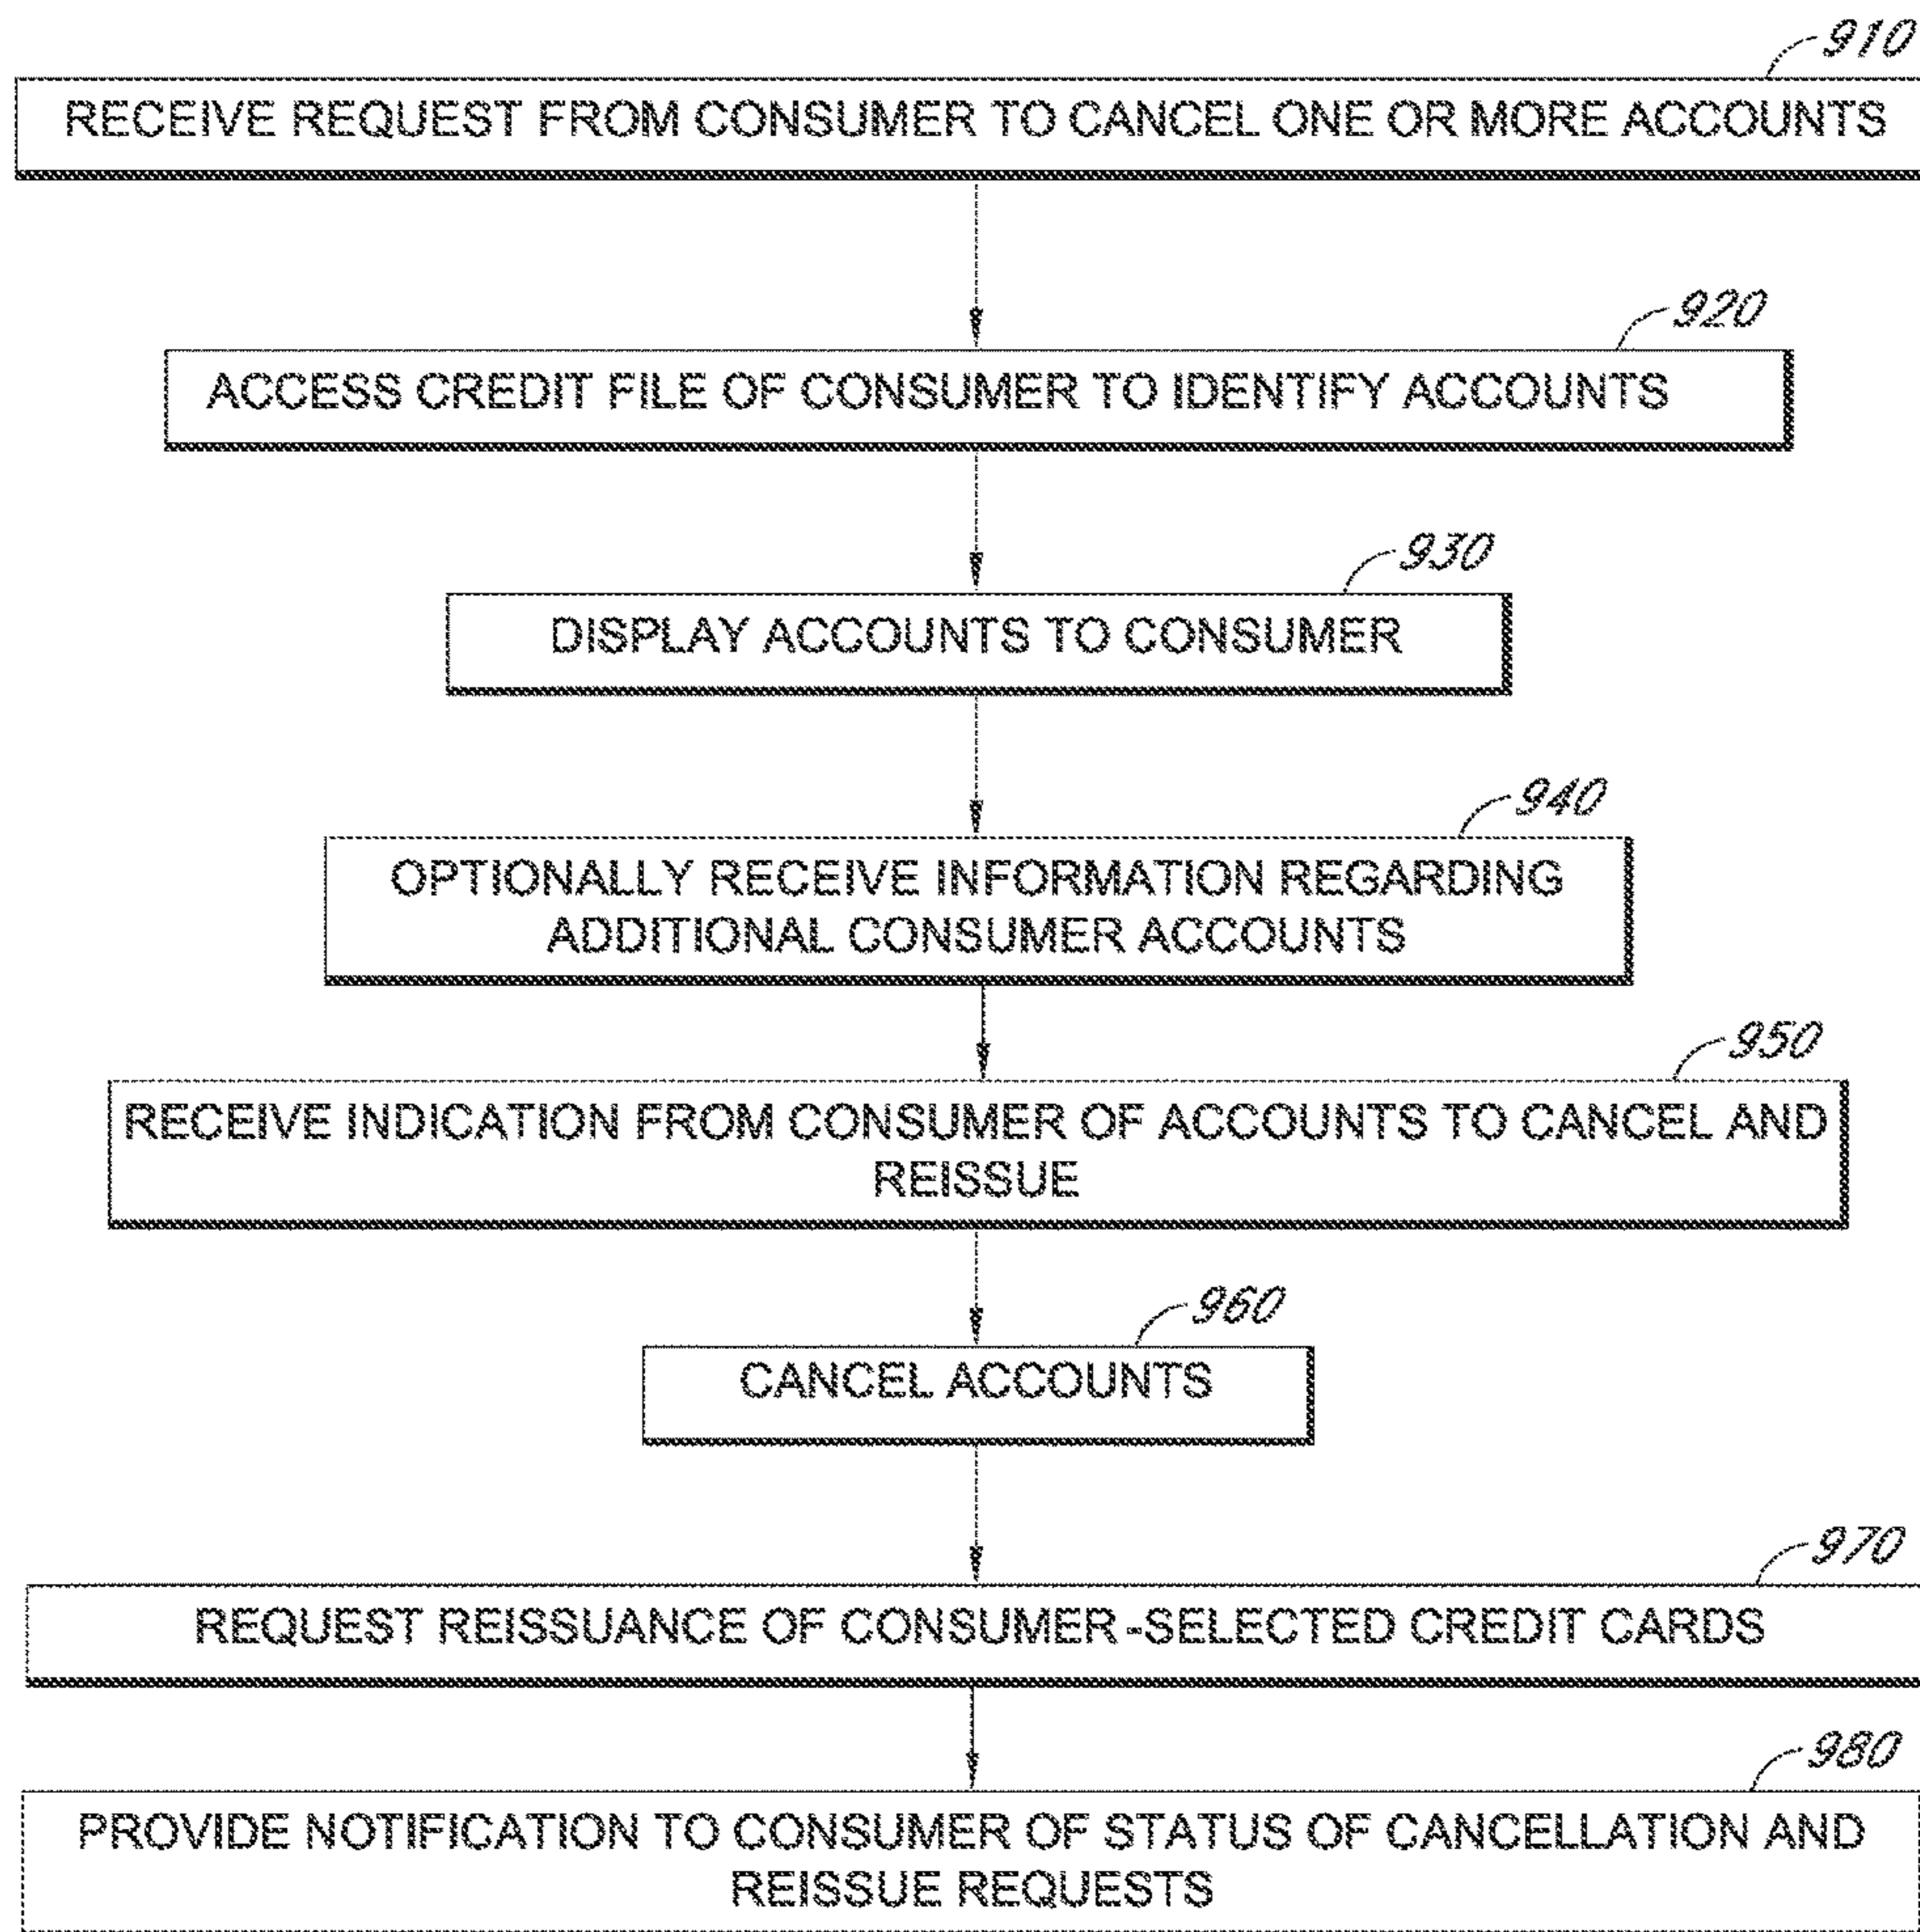 910
RECEIVE REQUEST FROM CONSUMER TO CANCEL ONE OR MORE ACCOUNTS
920
ACCESS CREDIT FILE OF CONSUMER TO IDENTIFY ACCOUNTS
930
DISPLAY ACCOUNTS TO CONSUMER
940
OPTIONALLY RECEIVE INFORMATION REGARDING
ADDITIONAL CONSUMER ACCOUNTS
950
RECEIVE INDICATION FROM CONSUMER OF ACCOUNTS TO CANCEL AND
REISSUE
960
CANCEL ACCOUNTS
970
REQUEST REISSUANCE OF CONSUMER-SELECTED CREDIT CARDS
980
PROVIDE NOTIFICATION TO CONSUMER OF STATUS OF CANCELLATION AND
REISSUE REQUESTS